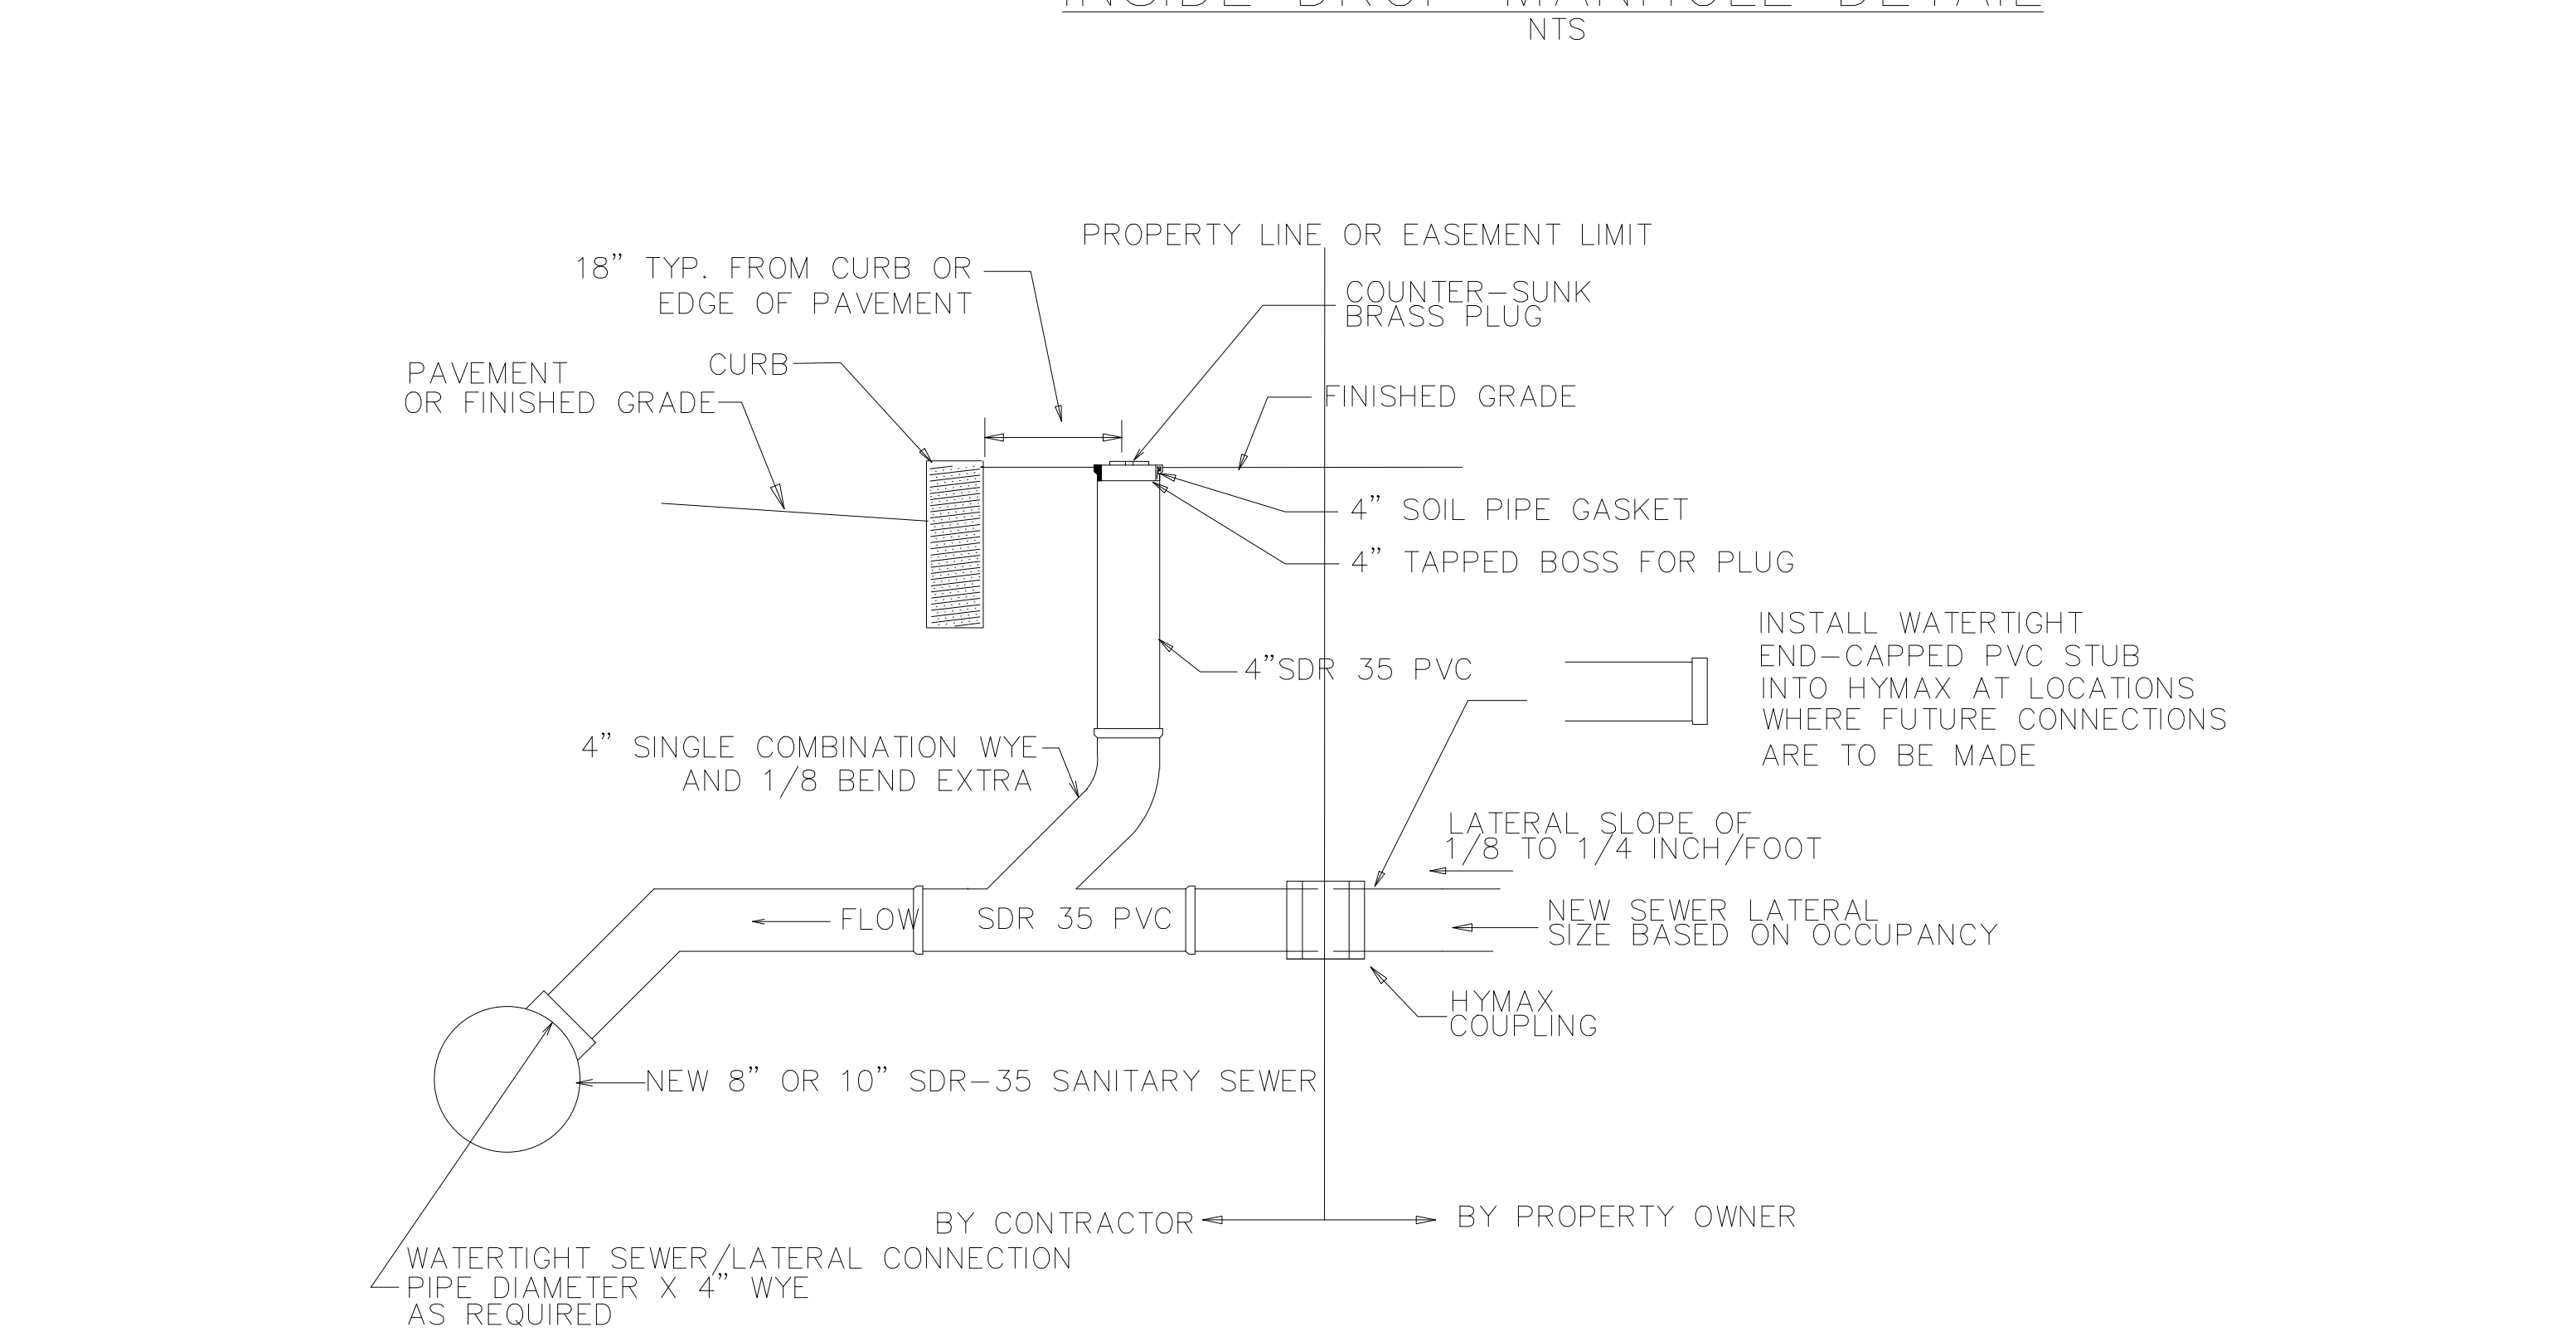 INSIDE DROP MANHOLE DETAIL
NTS
PROPERTY LINE OR EASEMENT LIMIT
18” TYP. FROM CURB OR
EDGE OF PAVEMENT
COUNTER-SUNK
BRASS PLUG
CURB
PAVEMENT
OR FINISHED GRADE
FINISHED GRADE
4” SOIL PIPE GASKET
4” TAPPED BOSS FOR PLUG
4”SDR 35 PVC
INSTALL WATERTIGHT
END-CAPPED PVC STUB
INTO HYMAX AT LOCATIONS
WHERE FUTURE CONNECTIONS
ARE TO BE MADE
4” SINGLE COMBINATION WYE
AND 1/8 BEND EXTRA
LATERAL SLOPE OF
1/8 TO 1/4 INCH/FOOT
FLOW
SDR 35 PVC
NEW SEWER LATERAL
SIZE BASED ON OCCUPANCY
HYMAX
COUPLING
NEW 8” OR 10” SDR-35 SANITARY SEWER
BY CONTRACTOR
BY PROPERTY OWNER
WATERTIGHT SEWER/LATERAL CONNECTION
PIPE DIAMETER X 4” WYE
AS REQUIRED